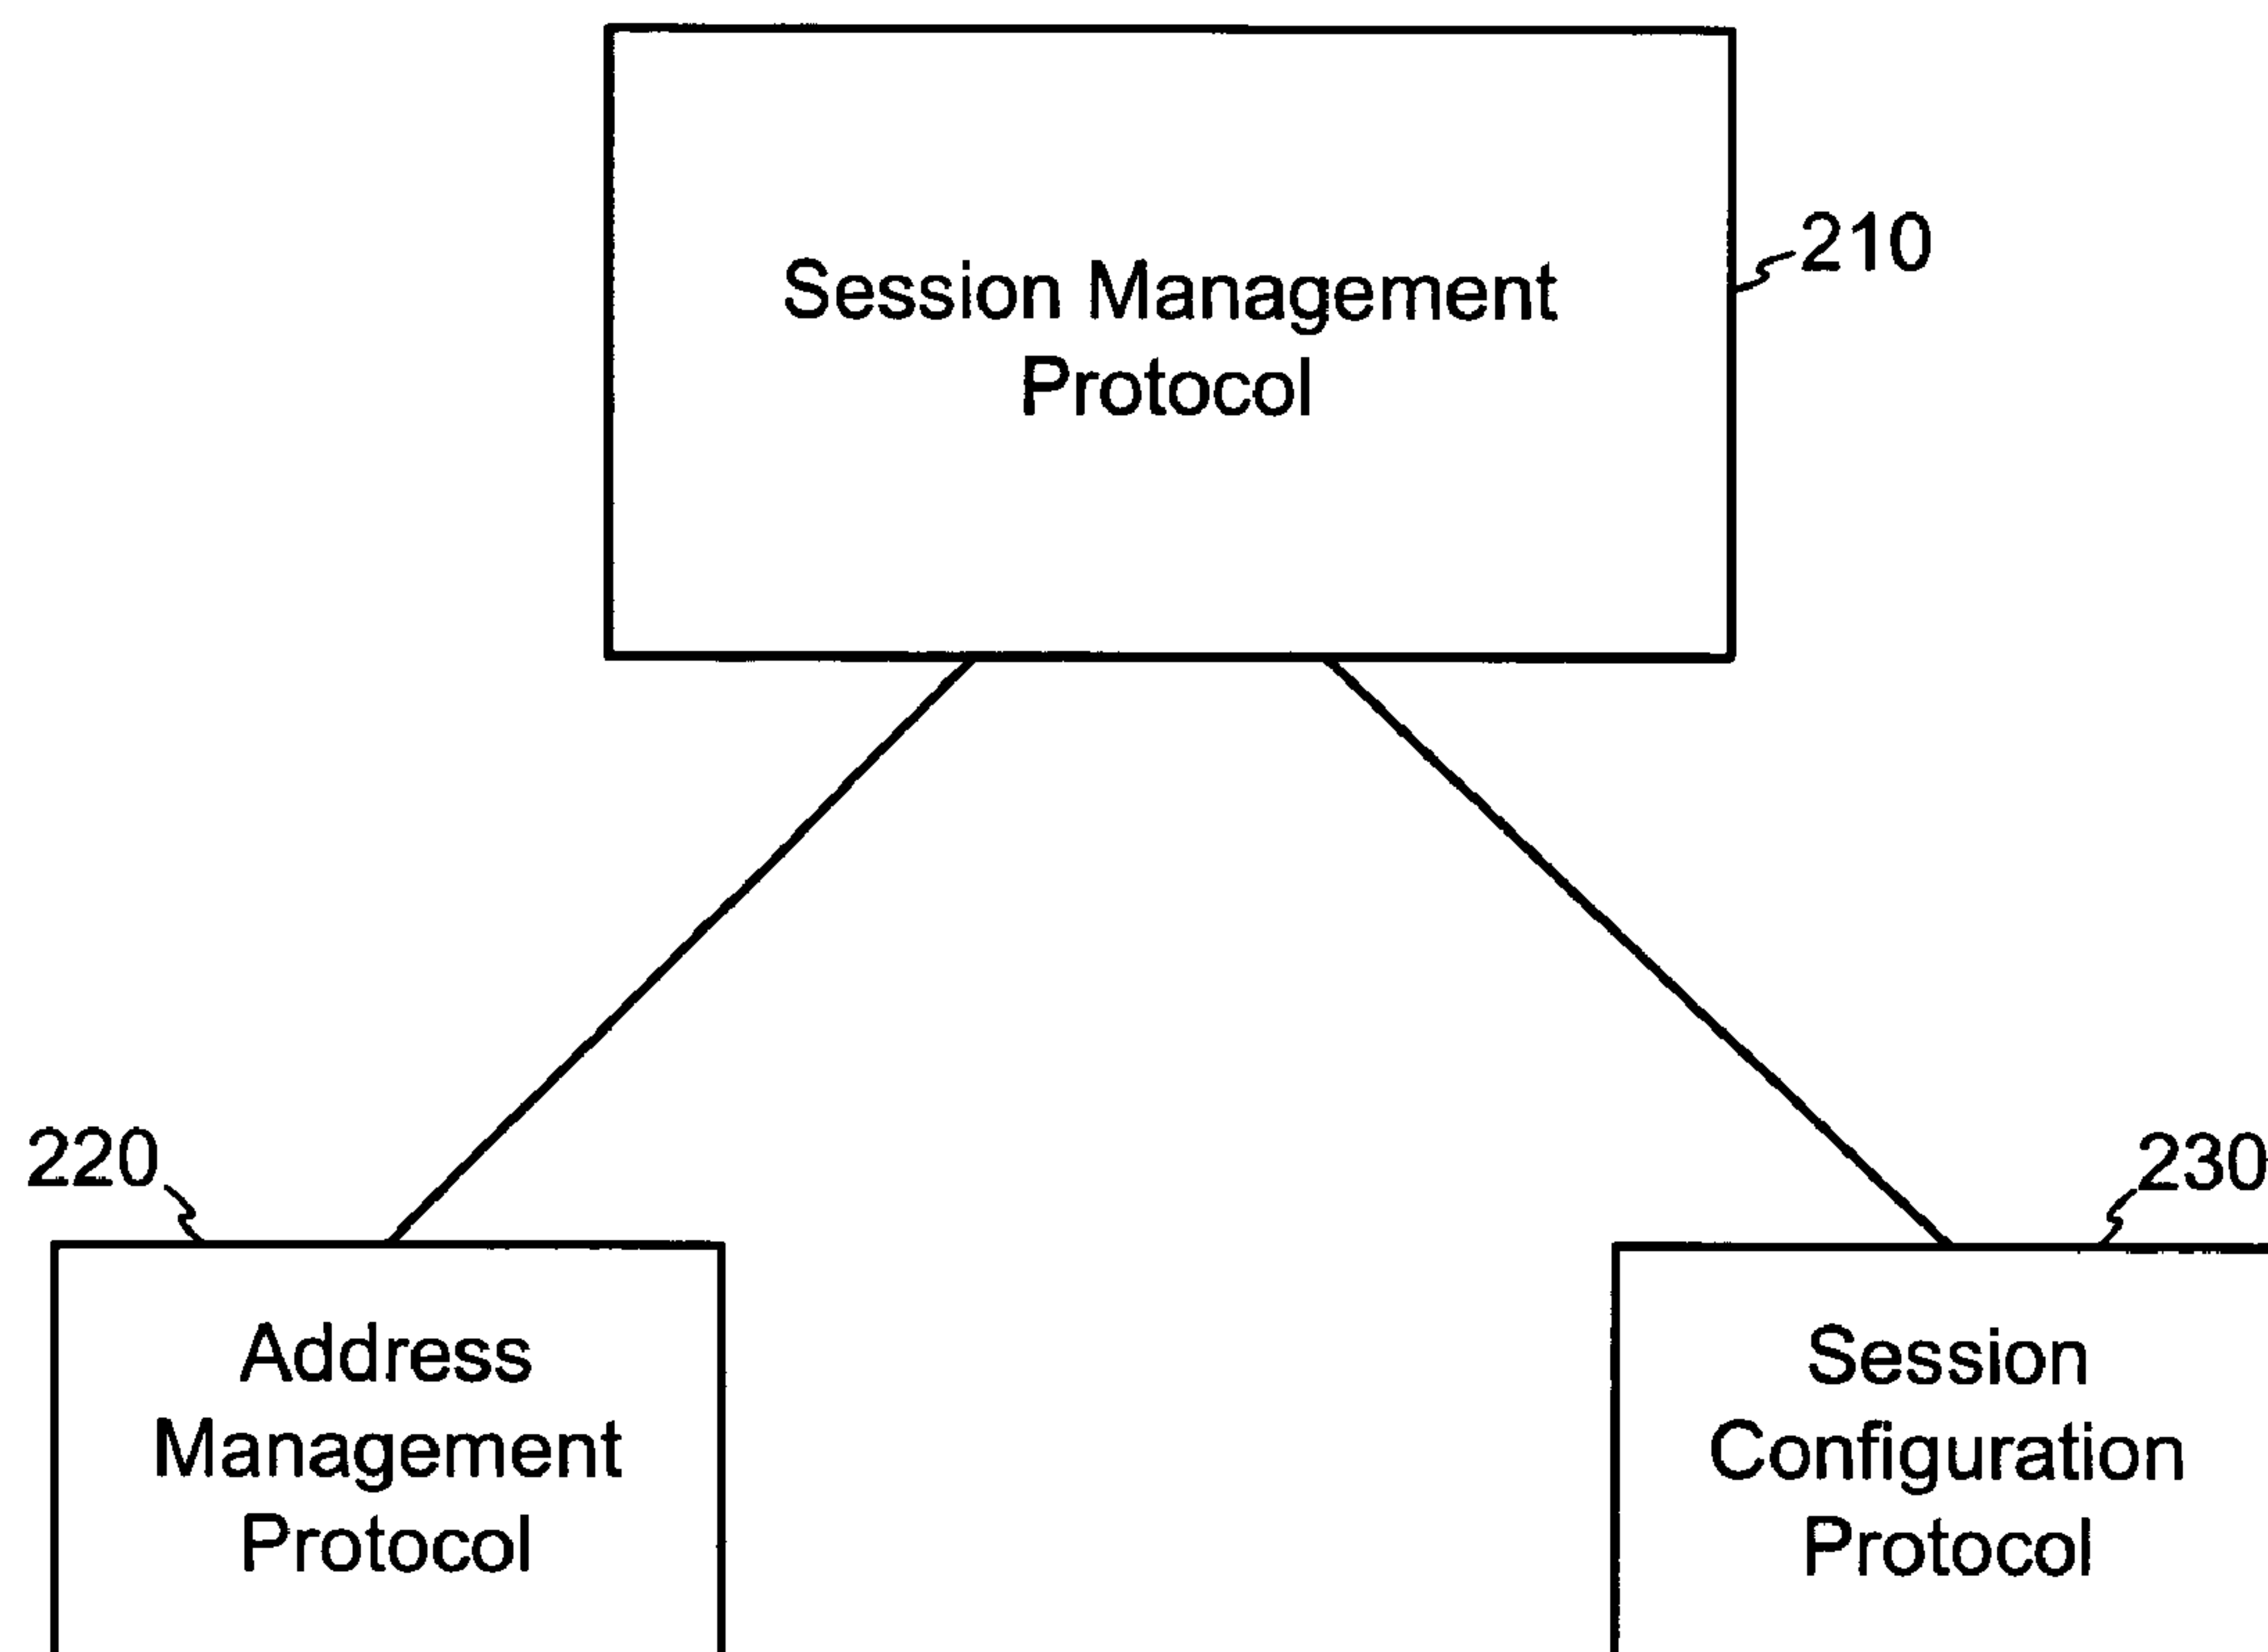 Session Management
Protocol
210
220
230
Address
Management
Protocol
Session
Configuration
Protocol